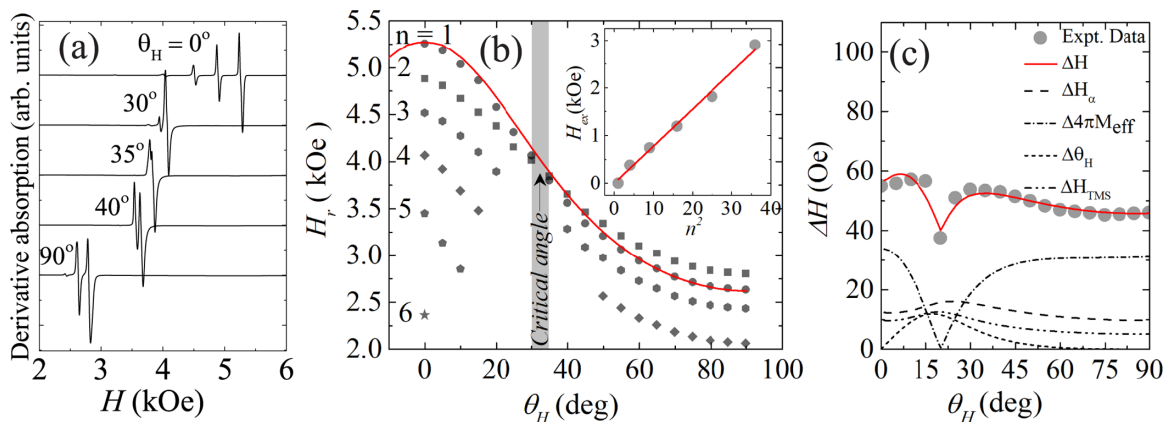 (a)
θH = 0°
30°
35°
40°
90°
Derivative absorption (arb. units)
2 3 4 5 6
H (kOe)
(b)
n = 1
2
3
4
5
6
Critical angle
Hr (kOe)
5.5
5.0
4.5
4.0
3.5
3.0
2.5
2.0
0 20 40 60 80 100
θH (deg)
Hex (kOe)
3
2
1
0
0 10 20 30 40
n²
(c)
Expt. Data
ΔH
ΔHα
Δ4πMeff
ΔθH
ΔHTMS
ΔH (Oe)
100
80
60
40
20
0
0 15 30 45 60 75 90
θH (deg)